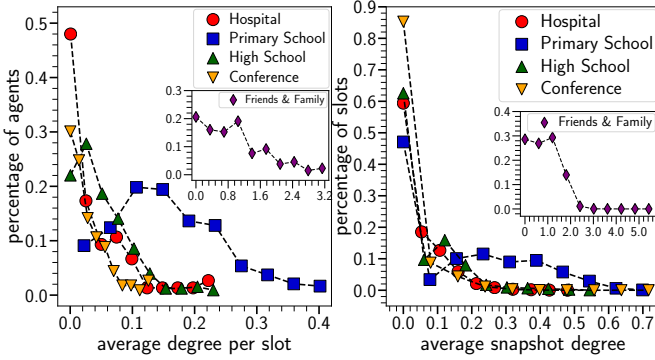 percentage of agents
0.5
0.4
0.3
0.2
0.1
0.0
Hospital
Primary School
High School
Conference
Friends & Family
0.3
0.2
0.1
0.0
0.0 0.8 1.6 2.4 3.2
0.0 0.1 0.2 0.3 0.4
average degree per slot
percentage of slots
0.9
0.8
0.7
0.6
0.5
0.4
0.3
0.2
0.1
0.0
Hospital
Primary School
High School
Conference
Friends & Family
0.4
0.3
0.2
0.1
0.0
0 1.0 2.0 3.0 4.0 5.0
0.0 0.1 0.2 0.3 0.4 0.5 0.6 0.7
average snapshot degree